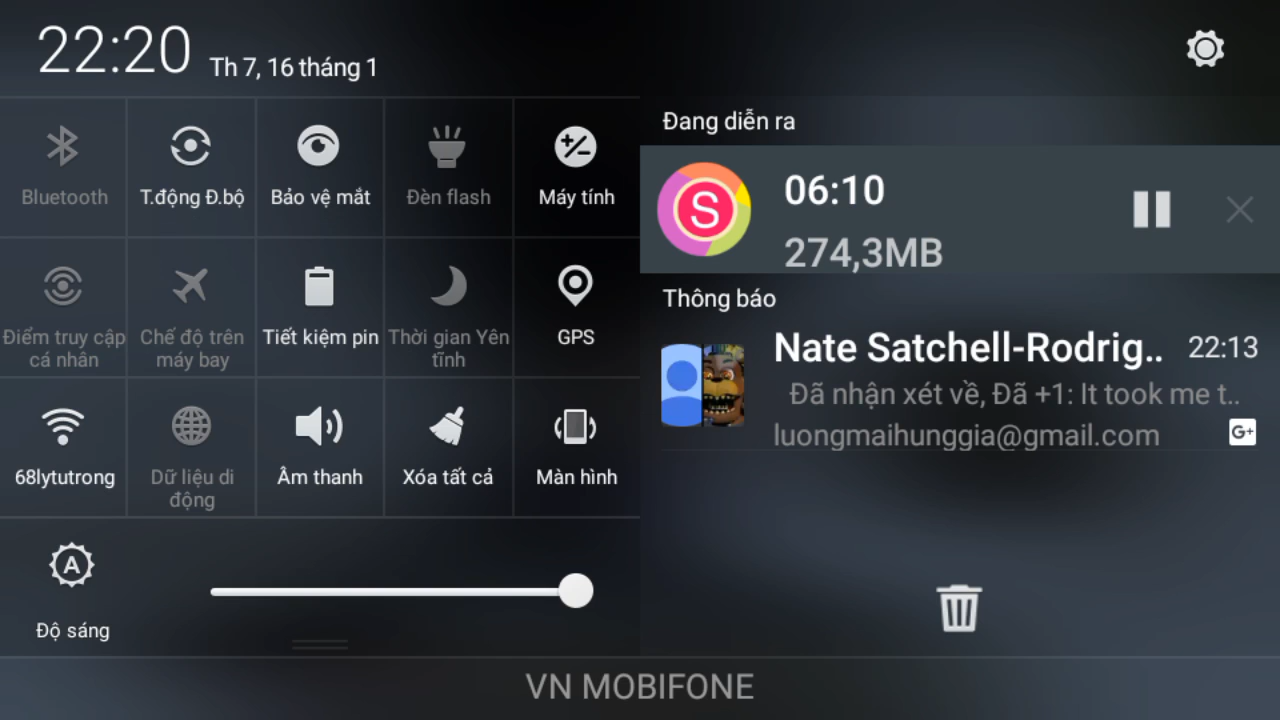 22:20 Th 7, 16 tháng 1
Bluetooth
T.động Đ.bộ
Bảo vệ mắt
Đèn flash
Máy tính
Điểm truy cập
cá nhân
Chế độ trên
máy bay
Tiết kiệm pin
Thời gian Yên
tĩnh
GPS
68lytutrong
Dữ liệu di
động
Âm thanh
Xóa tất cả
Màn hình
A
Độ sáng
Đang diễn ra
S
06:10
274,3MB
Thông báo
Nate Satchell-Rodrig.. 22:13
Đã nhận xét về, Đã +1: It took me t..
luongmaihunggia@gmail.com G+
VN MOBIFONE